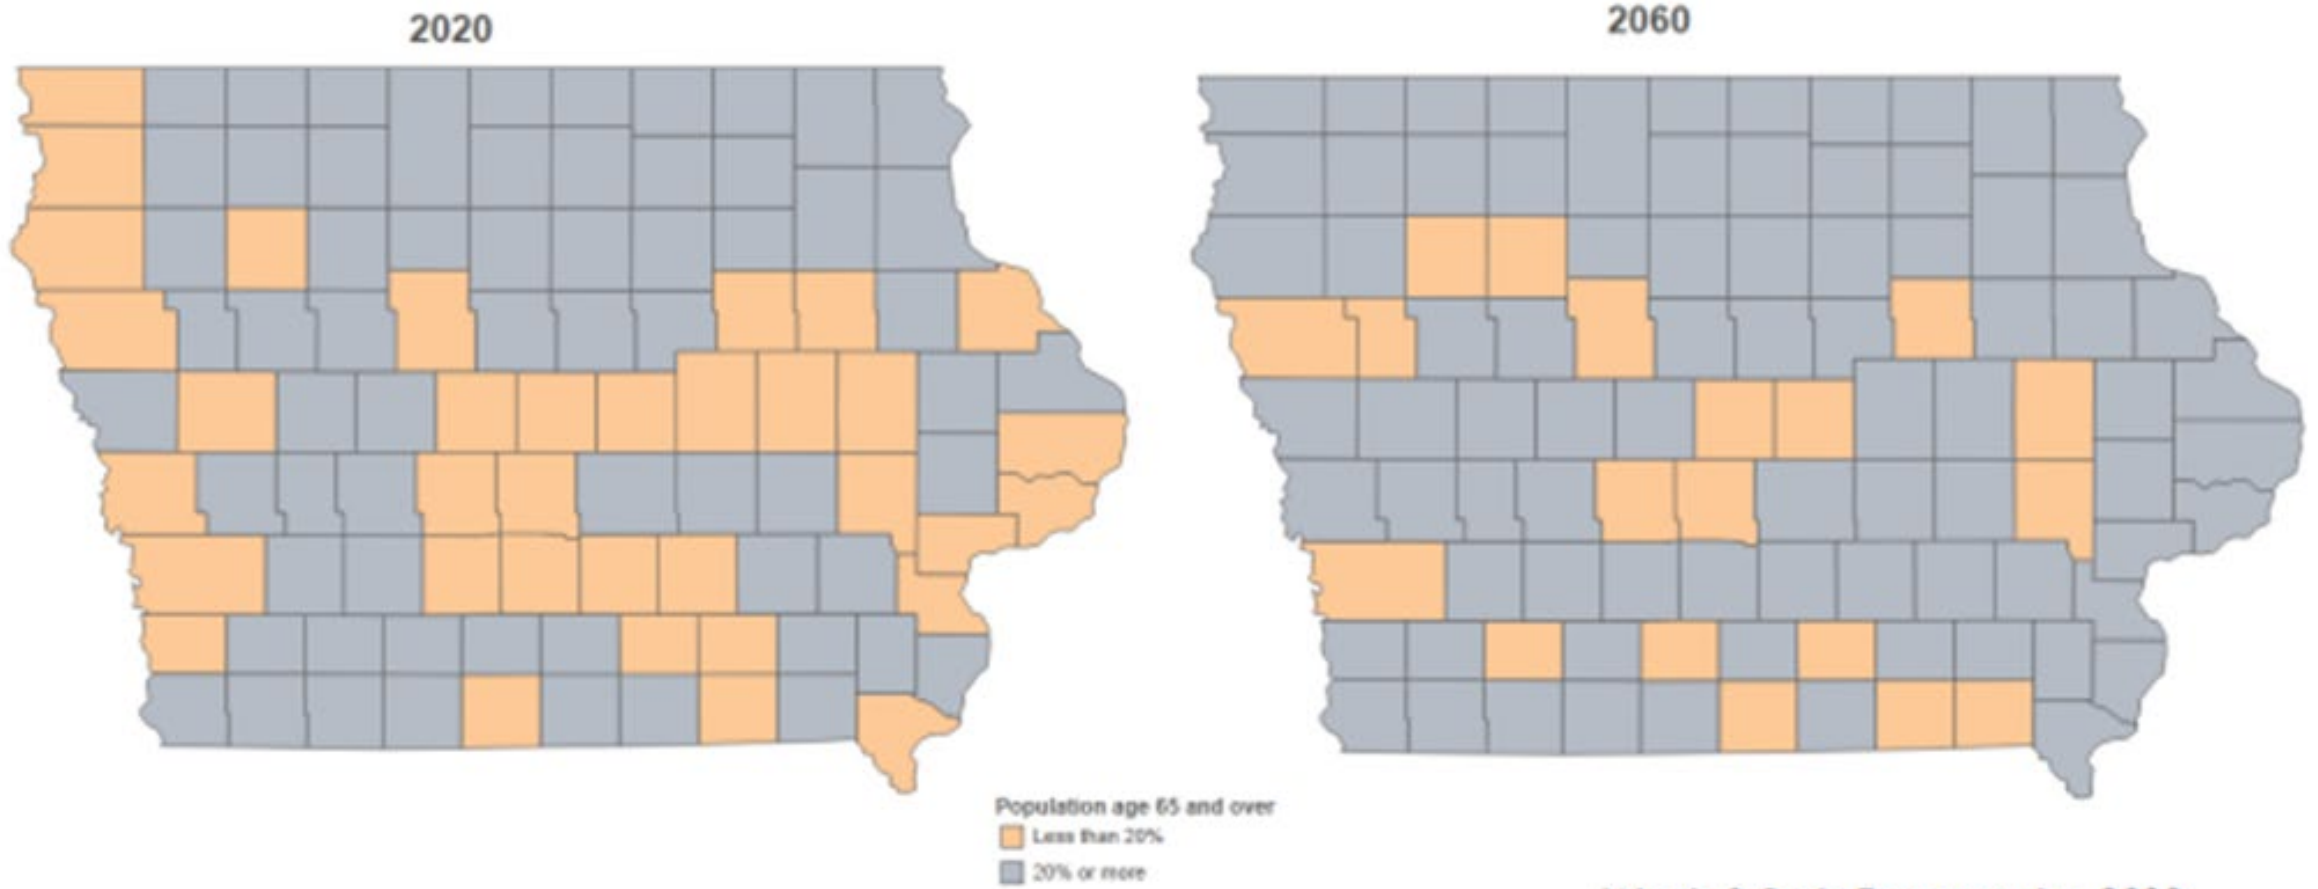 2020
2060
Population age 65 and over
Less than 20%
20% or more